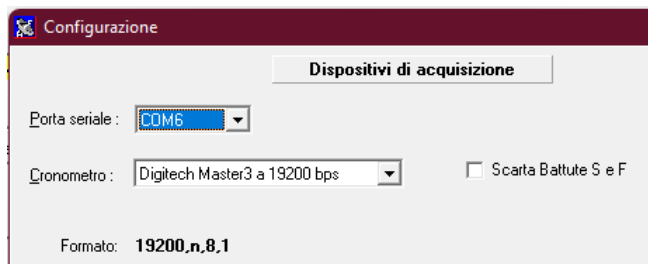 Configurazione
Dispositivi di acquisizione
Porta seriale : COM6
Cronometro : Digitech Master3 a 19200 bps Scarta Battute S e F
Formato: 19200,n,8,1